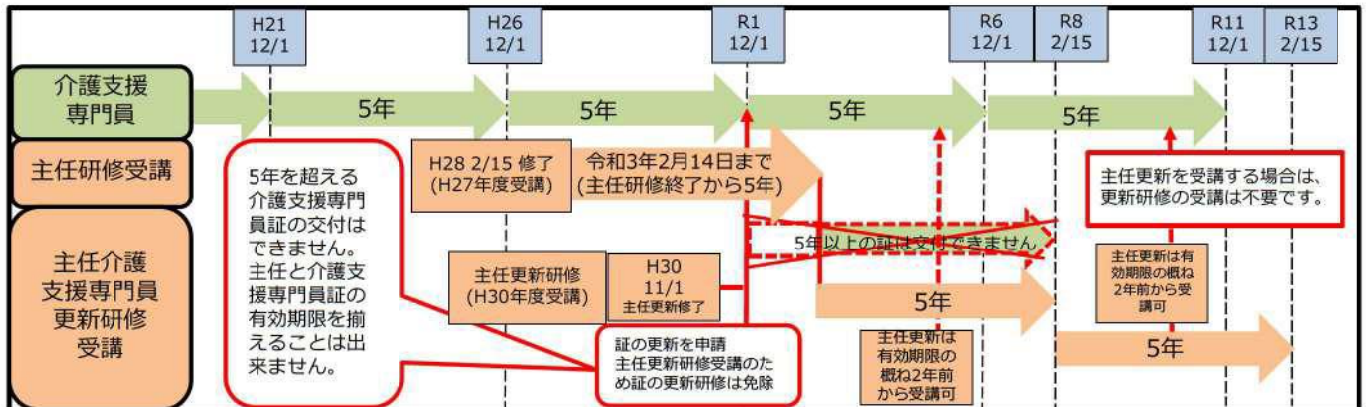 H21
12/1
H26
12/1
R1
12/1
R6
12/1
R8
2/15
R11
12/1
R13
2/15
介護支援
専門員
5年
5年
5年
5年
主任研修受講
H28 2/15 修了
(H27年度受講)
令和3年2月14日まで
(主任研修終了から5年)
主任更新を受講する場合は、
更新研修の受講は不要です。
5年を超える
介護支援専門
員証の交付は
できません。
主任と介護支
援専門員証の
有効期限を揃
えることは出
来ません。
5年以上の証は交付できません
主任介護
支援専門員
更新研修
受講
主任更新研修
(H30年度受講)
H30
11/1
主任更新修了
5年
主任更新は有
効期限の概ね
2年前から受
講可
証の更新を申請
主任更新研修受講のた
め証の更新研修は免除
主任更新は
有効期限の
概ね2年前
から受講可
5年